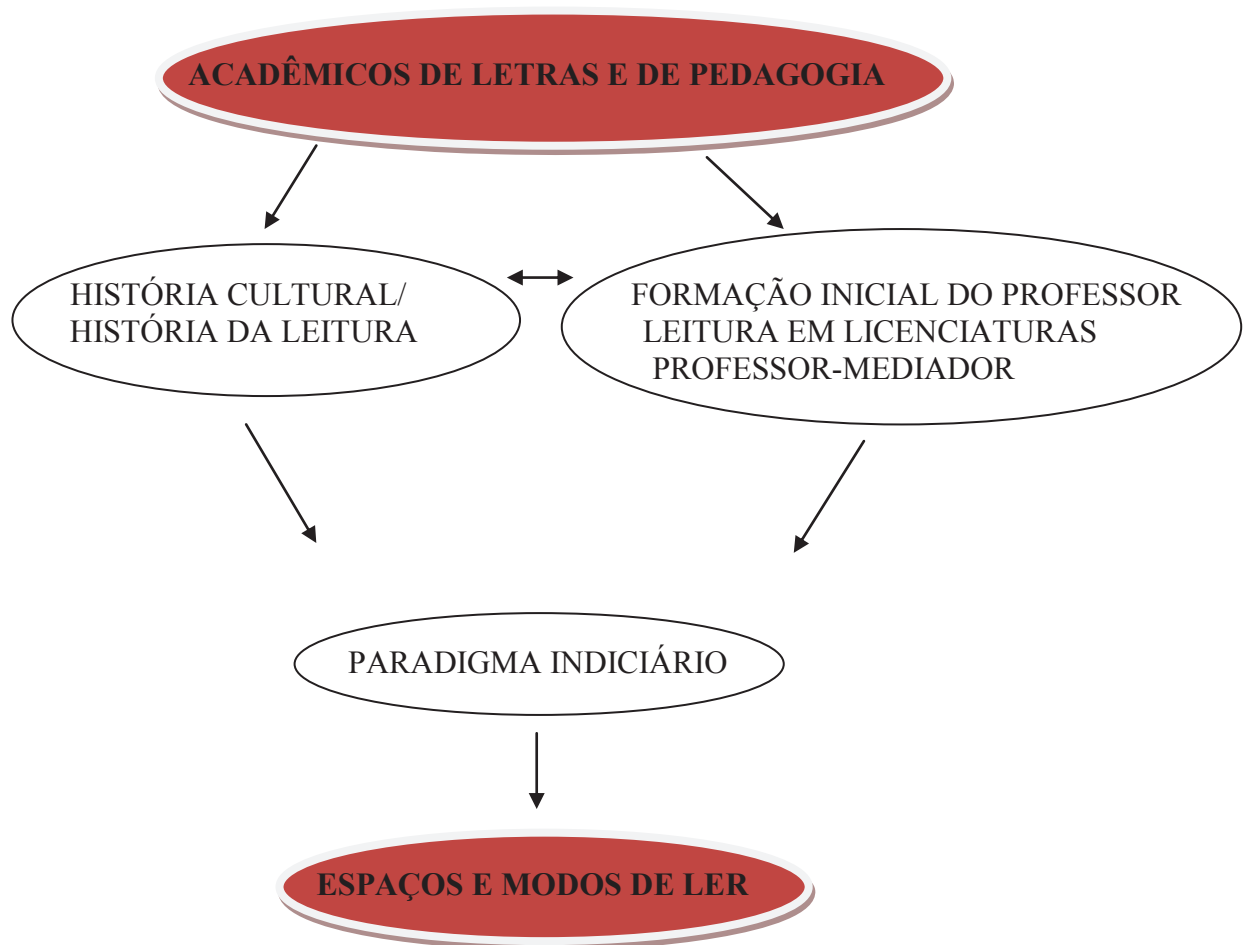 ACADÊMICOS DE LETRAS E DE PEDAGOGIA
HISTÓRIA CULTURAL/
HISTÓRIA DA LEITURA
FORMAÇÃO INICIAL DO PROFESSOR
LEITURA EM LICENCIATURAS
PROFESSOR-MEDIADOR
PARADIGMA INDICIÁRIO
ESPAÇOS E MODOS DE LER